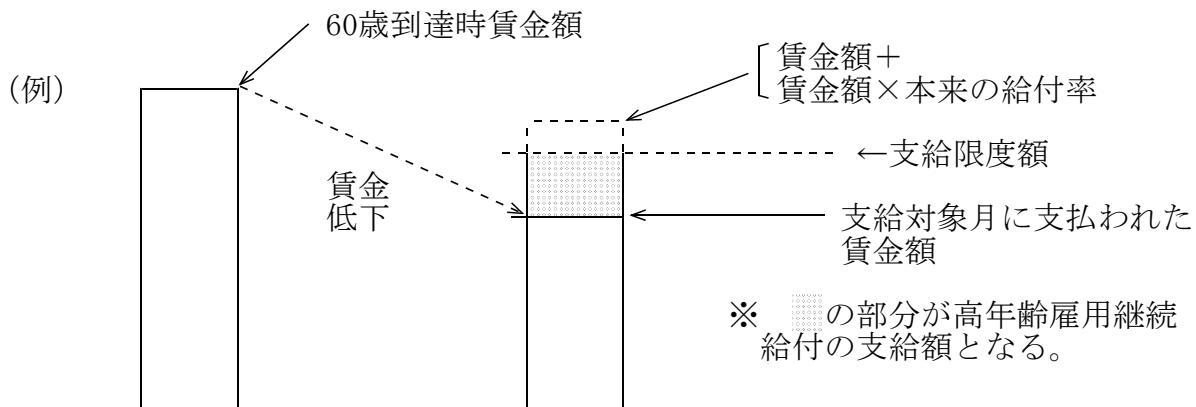 60歳到達時賃金額
(例)
賃金額＋
賃金額×本来の給付率
←支給限度額
賃金
低下
支給対象月に支払われた
賃金額
※　の部分が高年齢雇用継続
給付の支給額となる。